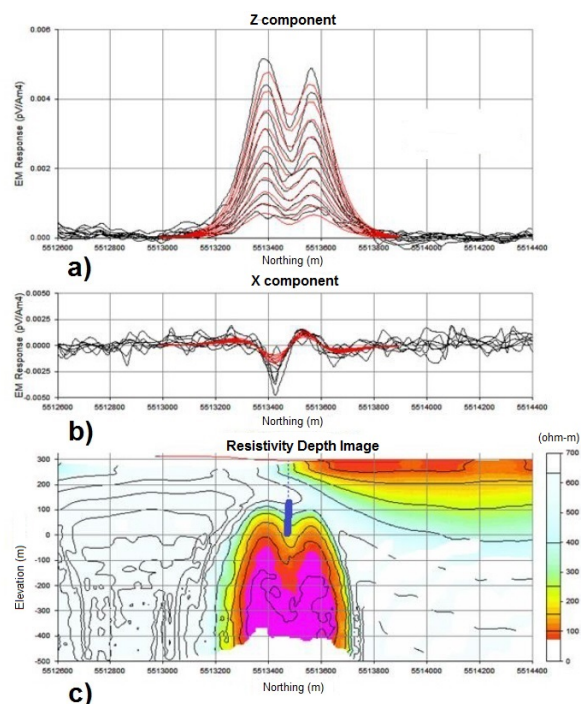 Z component
EM Response (pV/Am4)
0.006
0.004
0.002
0.000
5512600 5512800 5513000 5513200 5513400 5513600 5513800 5514000 5514200 5514400
Northing (m)
a)
X component
EM Response (pV/Am4)
0.0050
0.0025
0.0000
-0.0025
-0.0050
5512600 5512800 5513000 5513200 5513400 5513600 5513800 5514000 5514200 5514400
Northing (m)
b)
Resistivity Depth Image
(ohm-m)
Elevation (m)
300
200
100
0
-100
-200
-300
-400
-500
700
600
500
400
300
200
100
0
5512600 5512800 5513000 5513200 5513400 5513600 5513800 5514000 5514200 5514400
Northing (m)
c)